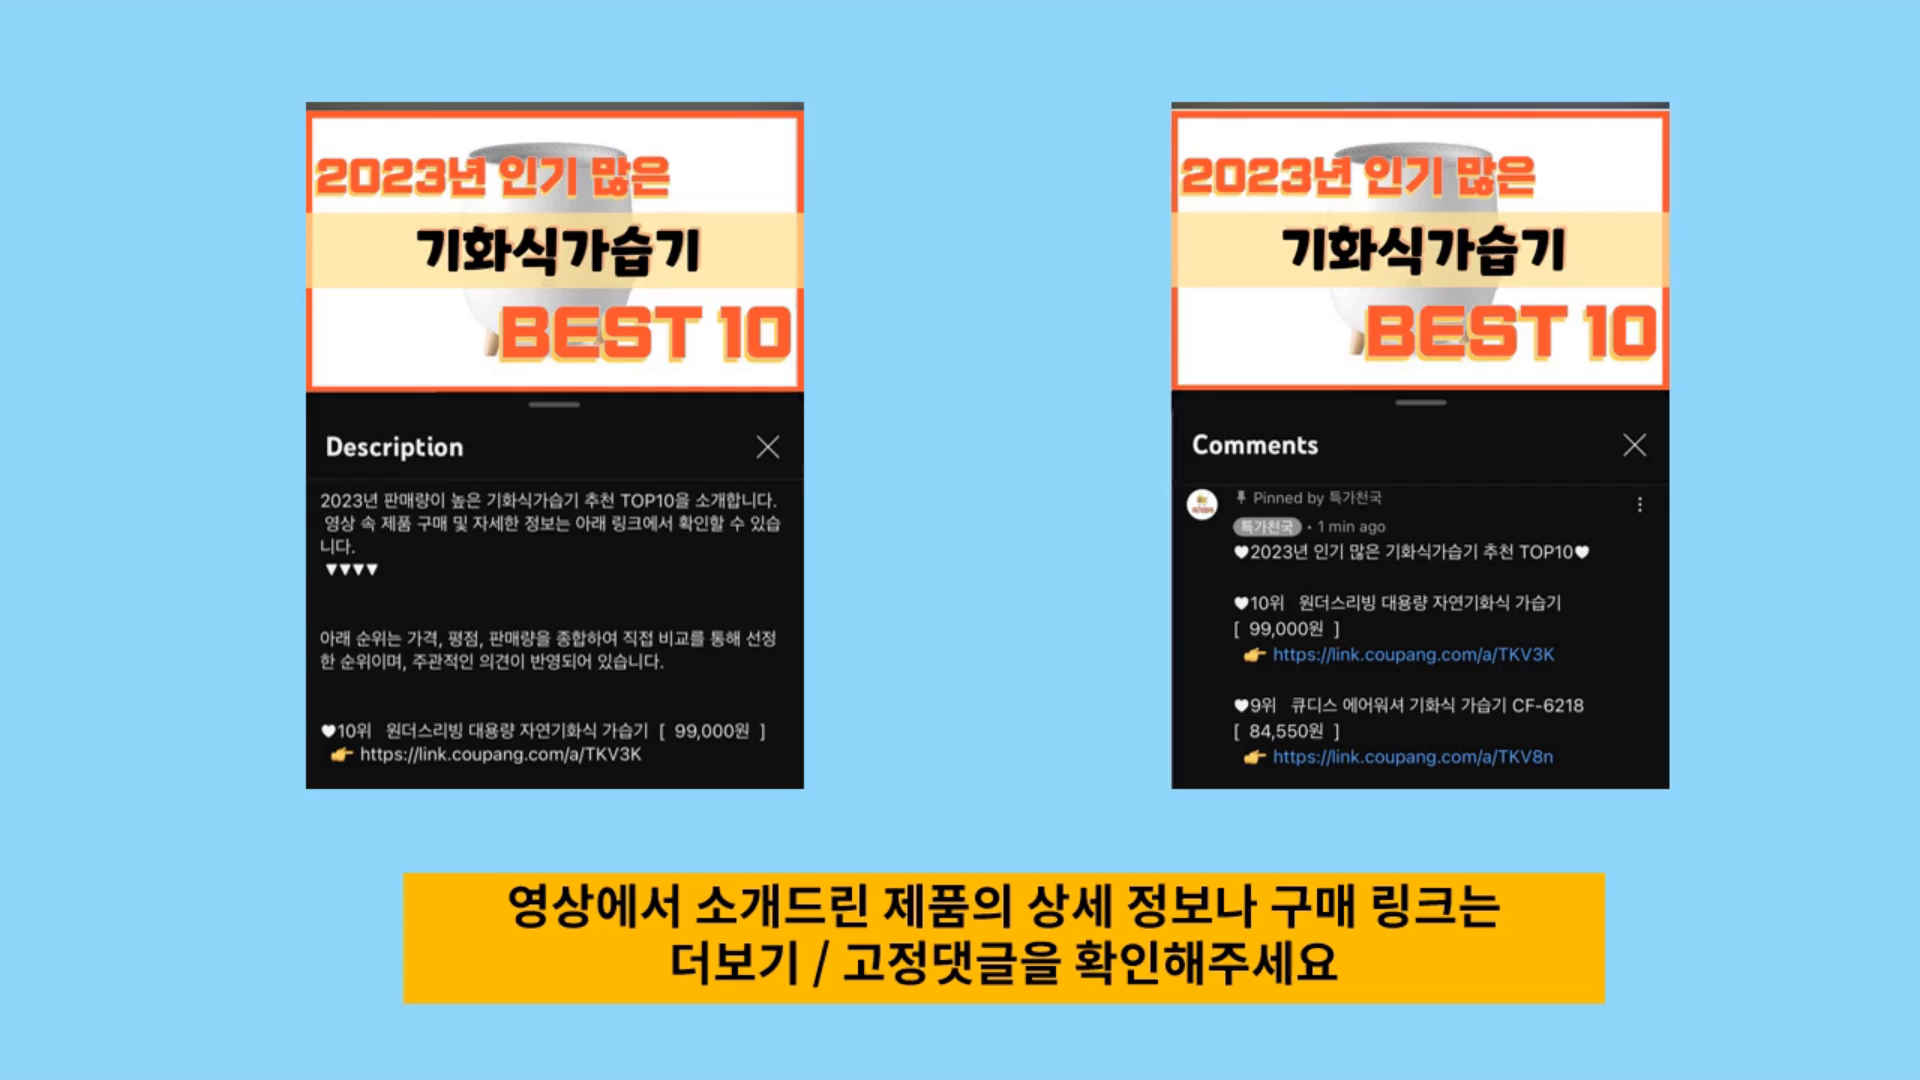 2023년 인기 많은
기화식가습기
BEST 10
Description
2023년 판매량이 높은 기화식가습기 추천 TOP10을 소개합니다.
영상 속 제품 구매 및 자세한 정보는 아래 링크에서 확인할 수 있습
니다.
▼▼▼▼
아래 순위는 가격, 평점, 판매량을 종합하여 직접 비교를 통해 선정
한 순위이며, 주관적인 의견이 반영되어 있습니다.
♥10위 원더스리빙 대용량 자연기화식 가습기 [ 99,000원 ]
👉 https://link.coupang.com/a/TKV3K
2023년 인기 많은
기화식가습기
BEST 10
Comments
Pinned by 특가천국
특가천국 • 1 min ago
♥2023년 인기 많은 기화식가습기 추천 TOP10♥
♥10위 원더스리빙 대용량 자연기화식 가습기
[ 99,000원 ]
👉 https://link.coupang.com/a/TKV3K
♥9위 큐디스 에어워셔 기화식 가습기 CF-6218
[ 84,550원 ]
👉 https://link.coupang.com/a/TKV8n
영상에서 소개드린 제품의 상세 정보나 구매 링크는
더보기 / 고정댓글을 확인해주세요